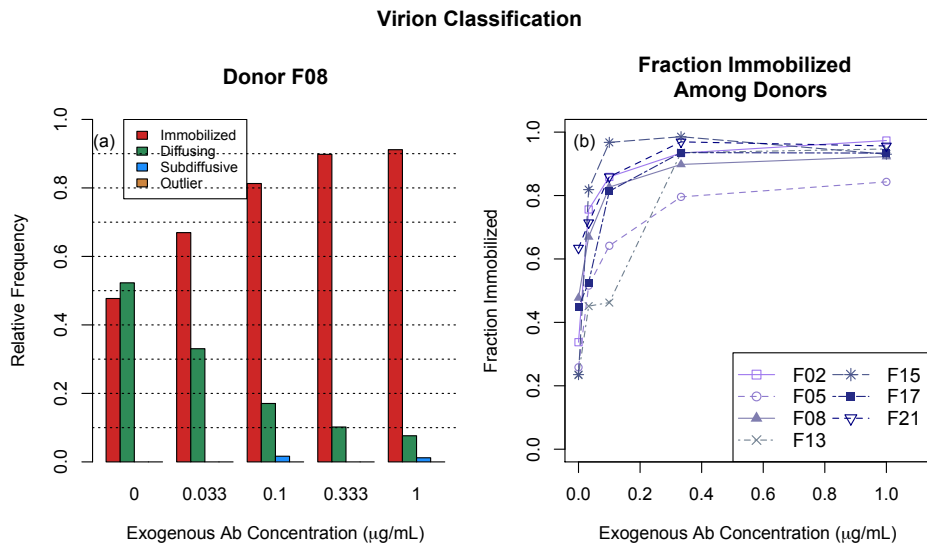 Virion Classification
Donor F08
(a)
Immobilized
Diffusing
Subdiffusive
Outlier
Relative Frequency
1.0
0.8
0.6
0.4
0.2
0.0
0 0.033 0.1 0.333 1
Exogenous Ab Concentration (μg/mL)
Fraction Immobilized
Among Donors
(b)
Fraction Immobilized
1.0
0.8
0.6
0.4
0.2
0.0
F02
F05
F08
F13
F15
F17
F21
0.0 0.2 0.4 0.6 0.8 1.0
Exogenous Ab Concentration (μg/mL)